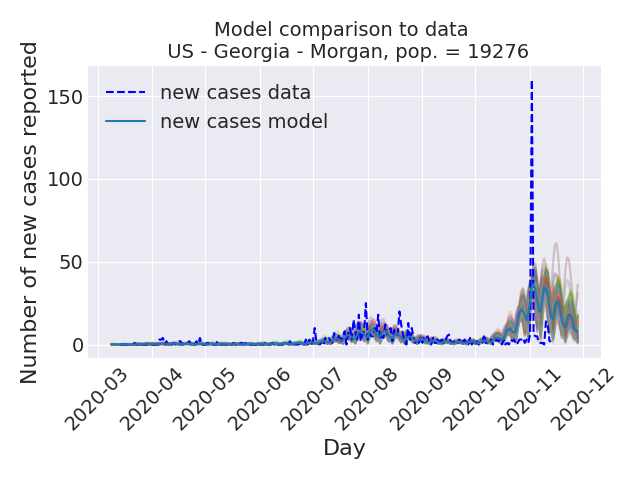 Model comparison to data
US - Georgia - Morgan, pop. = 19276
Number of new cases reported
150
100
50
0
new cases data
new cases model
2020-03
2020-04
2020-05
2020-06
2020-07
2020-08
2020-09
2020-10
2020-11
2020-12
Day